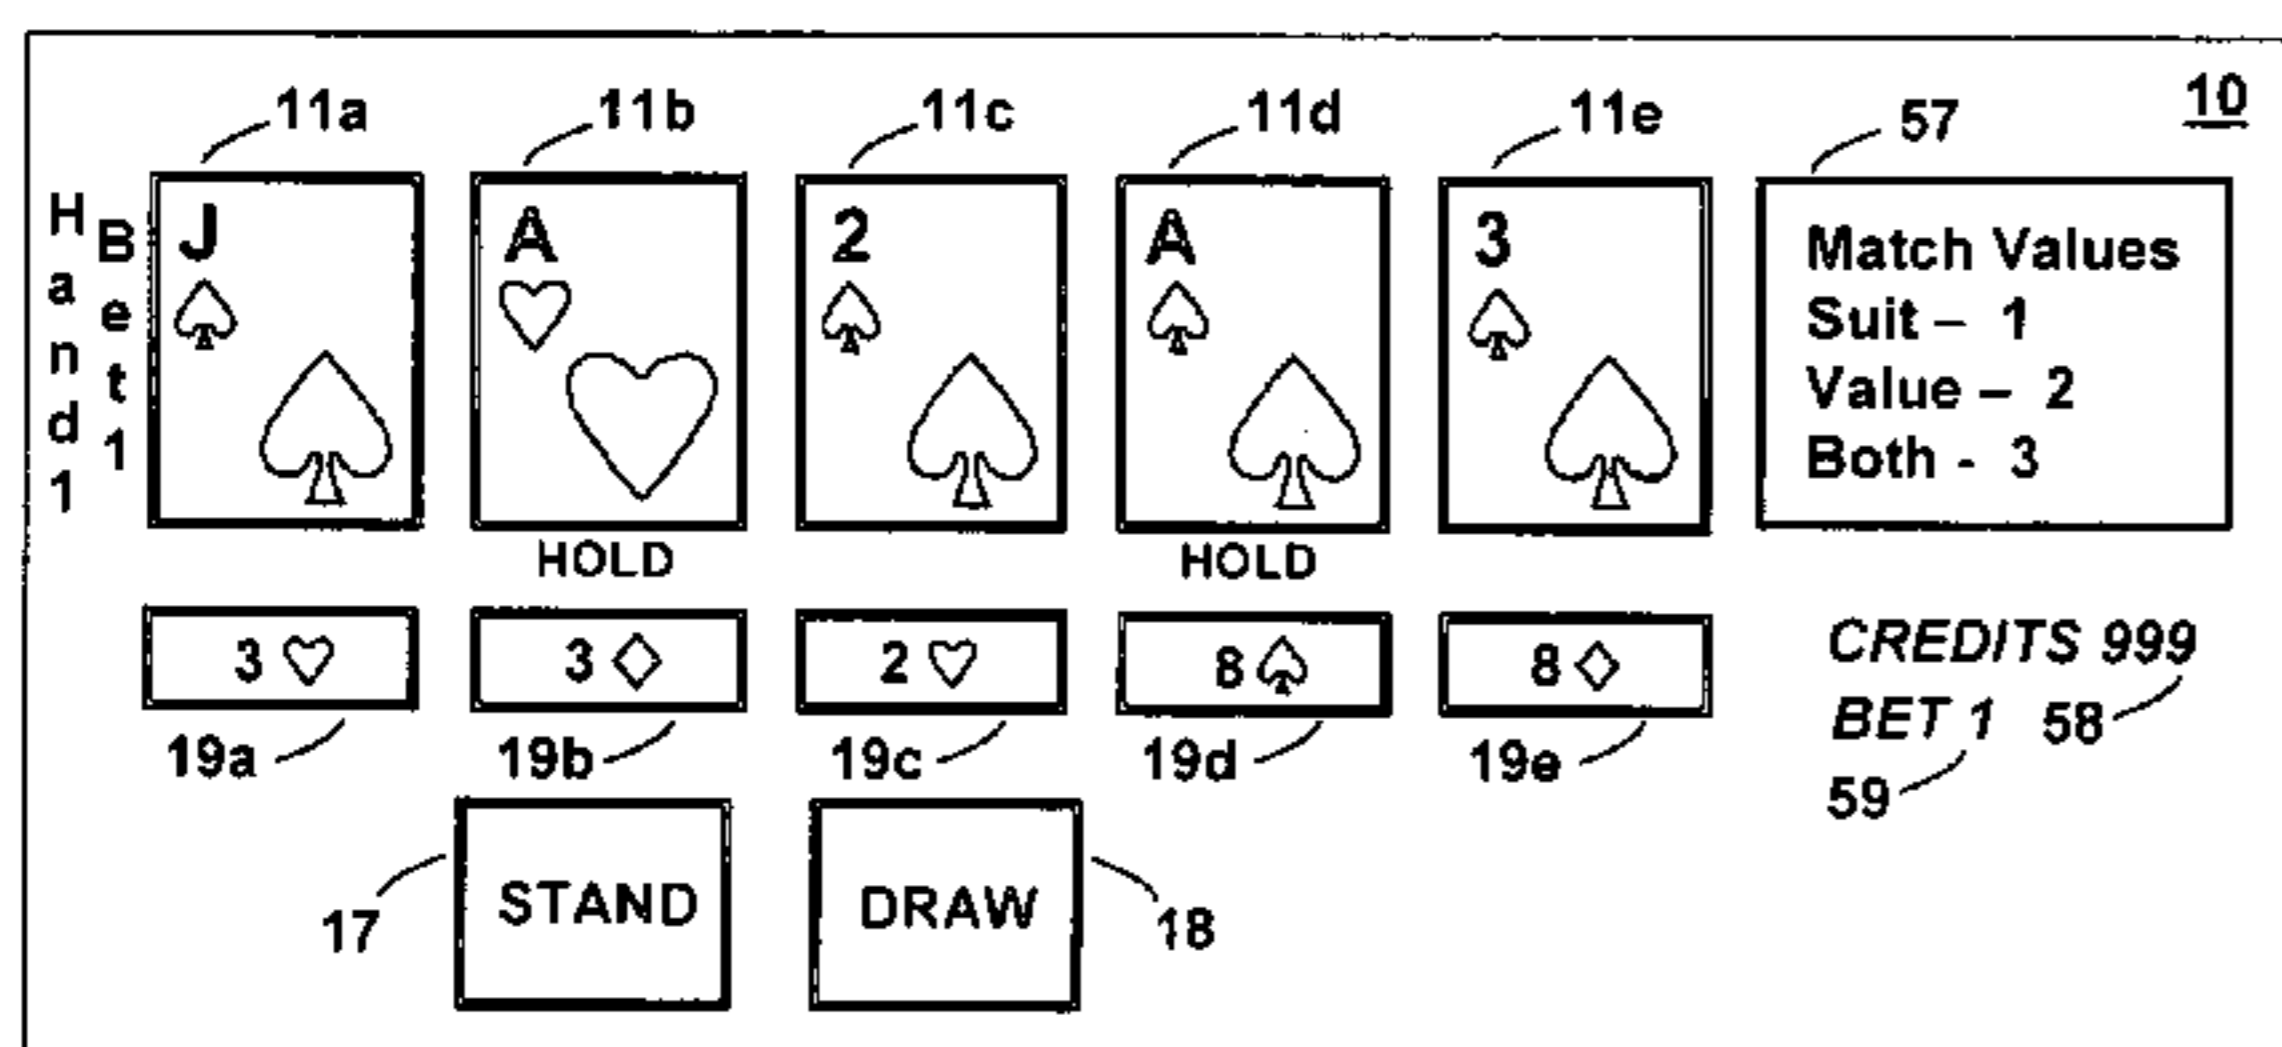 11a 11b 11c 11d 11e 57 10
Hand1
Bet1
J A 2 A 3
Match Values
Suit – 1
Value – 2
Both - 3
HOLD HOLD
3♡ 3♢ 2♡ 8♤ 8♢
CREDITS 999
BET 1 58
19a 19b 19c 19d 19e
59
STAND DRAW
17 18